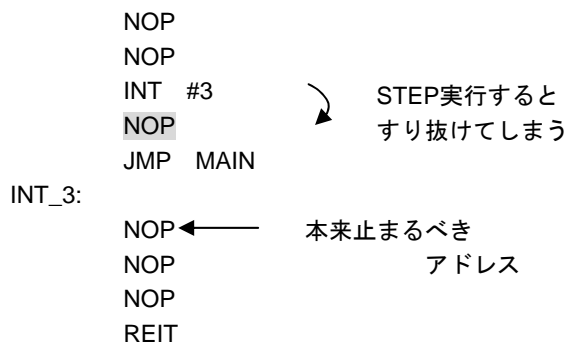 NOP
NOP
INT #3
STEP実行すると
NOP
すり抜けてしまう
JMP MAIN
INT_3:
NOP
本来止まるべき
NOP
アドレス
NOP
REIT